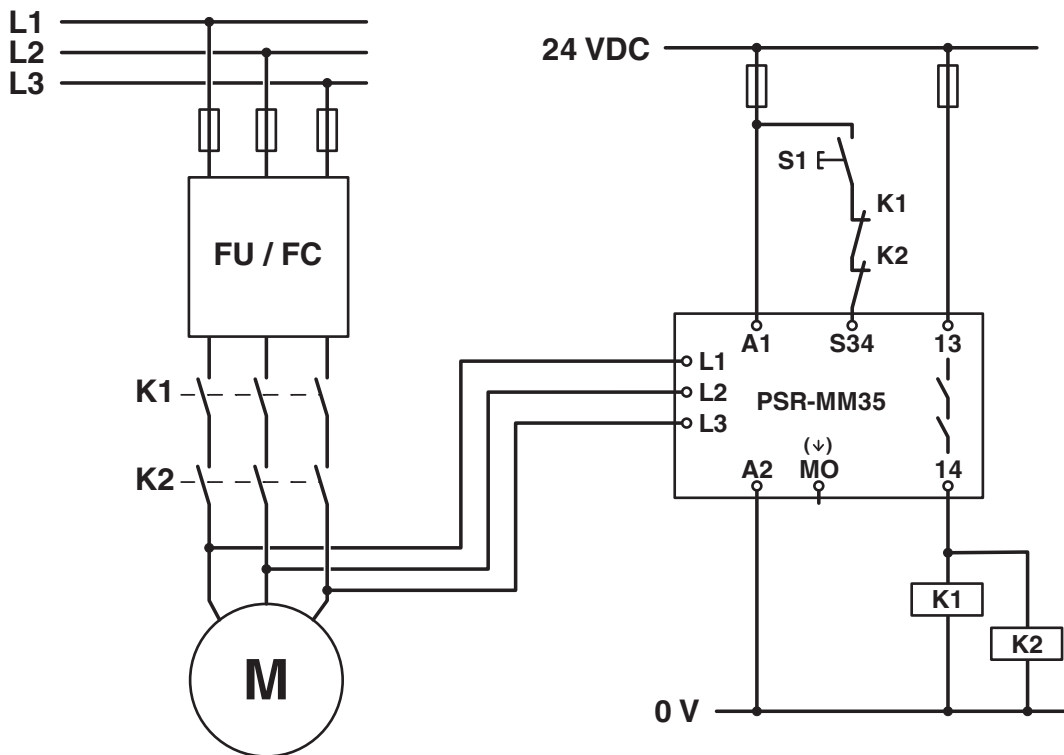 L1
L2
L3
FU / FC
K1
K2
M
24 VDC
S1
K1
K2
A1 S34 13
L1
L2
L3
PSR-MM35
(↓)
A2 MO 14
K1
K2
0 V